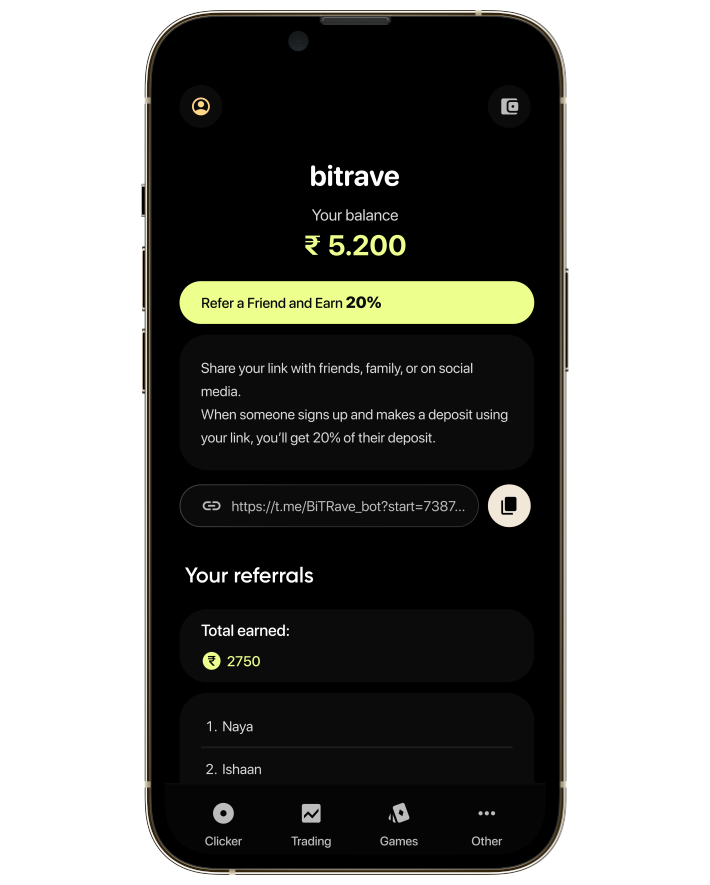 bitrave
Your balance
₹ 5.200
Refer a Friend and Earn 20%
Share your link with friends, family, or on social
media.
When someone signs up and makes a deposit using
your link, you’ll get 20% of their deposit.
https://t.me/BiTRave_bot?start=7387...
Your referrals
Total earned:
₹ 2750
1. Naya
2. Ishaan
Clicker Trading Games Other